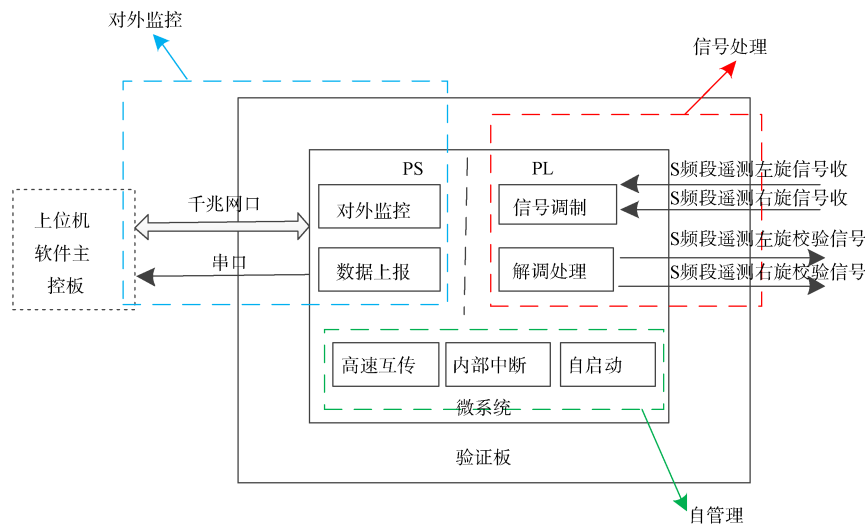 对外监控
信号处理
PS
PL
S频段遥测左旋信号收
S频段遥测右旋信号收
千兆网口
对外监控
信号调制
上位机
软件主
控板
S频段遥测左旋校验信号
串口
数据上报
解调处理
S频段遥测右旋校验信号
高速互传
内部中断
自启动
微系统
验证板
自管理